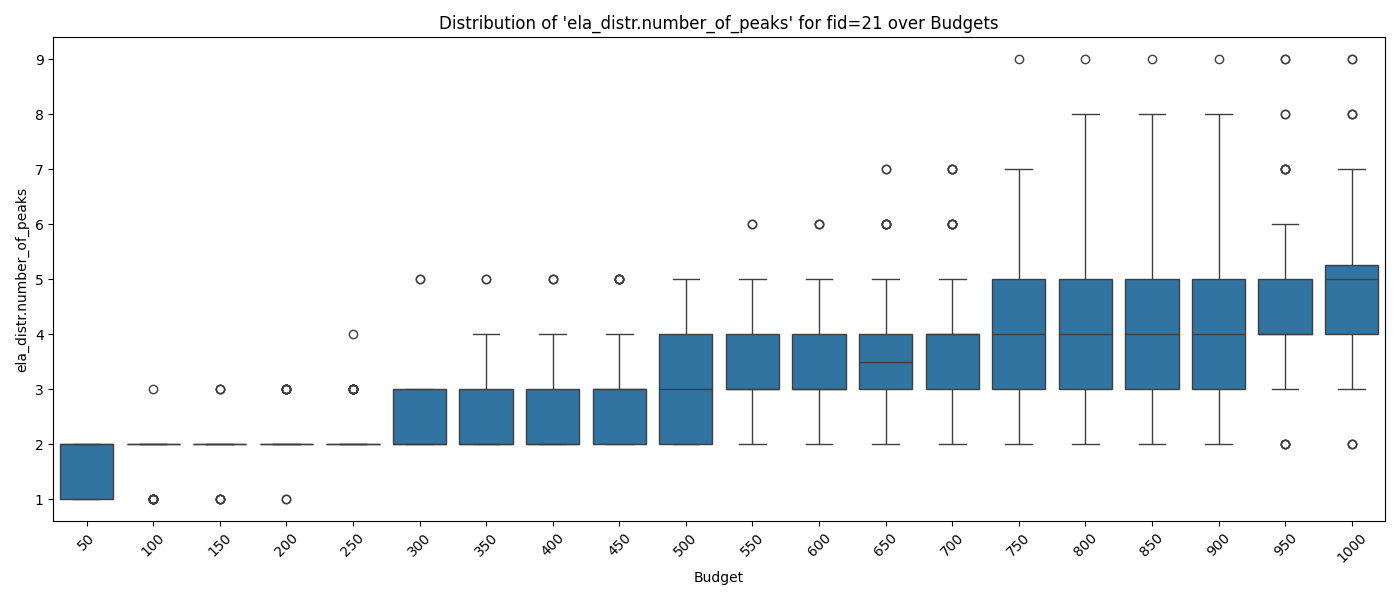 Distribution of 'ela_distr.number_of_peaks' for fid=21 over Budgets
ela_distr.number_of_peaks
9
8
7
6
5
4
3
2
1
50 100 150 200 250 300 350 400 450 500 550 600 650 700 750 800 850 900 950 1000
Budget